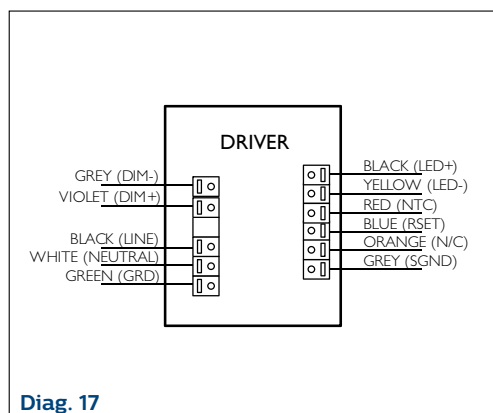 DRIVER
GREY (DIM-)
VIOLET (DIM+)
BLACK (LINE)
WHITE (NEUTRAL)
GREEN (GRD)
BLACK (LED+)
YELLOW (LED-)
RED (NTC)
BLUE (RSET)
ORANGE (N/C)
GREY (SGND)
Diag. 17